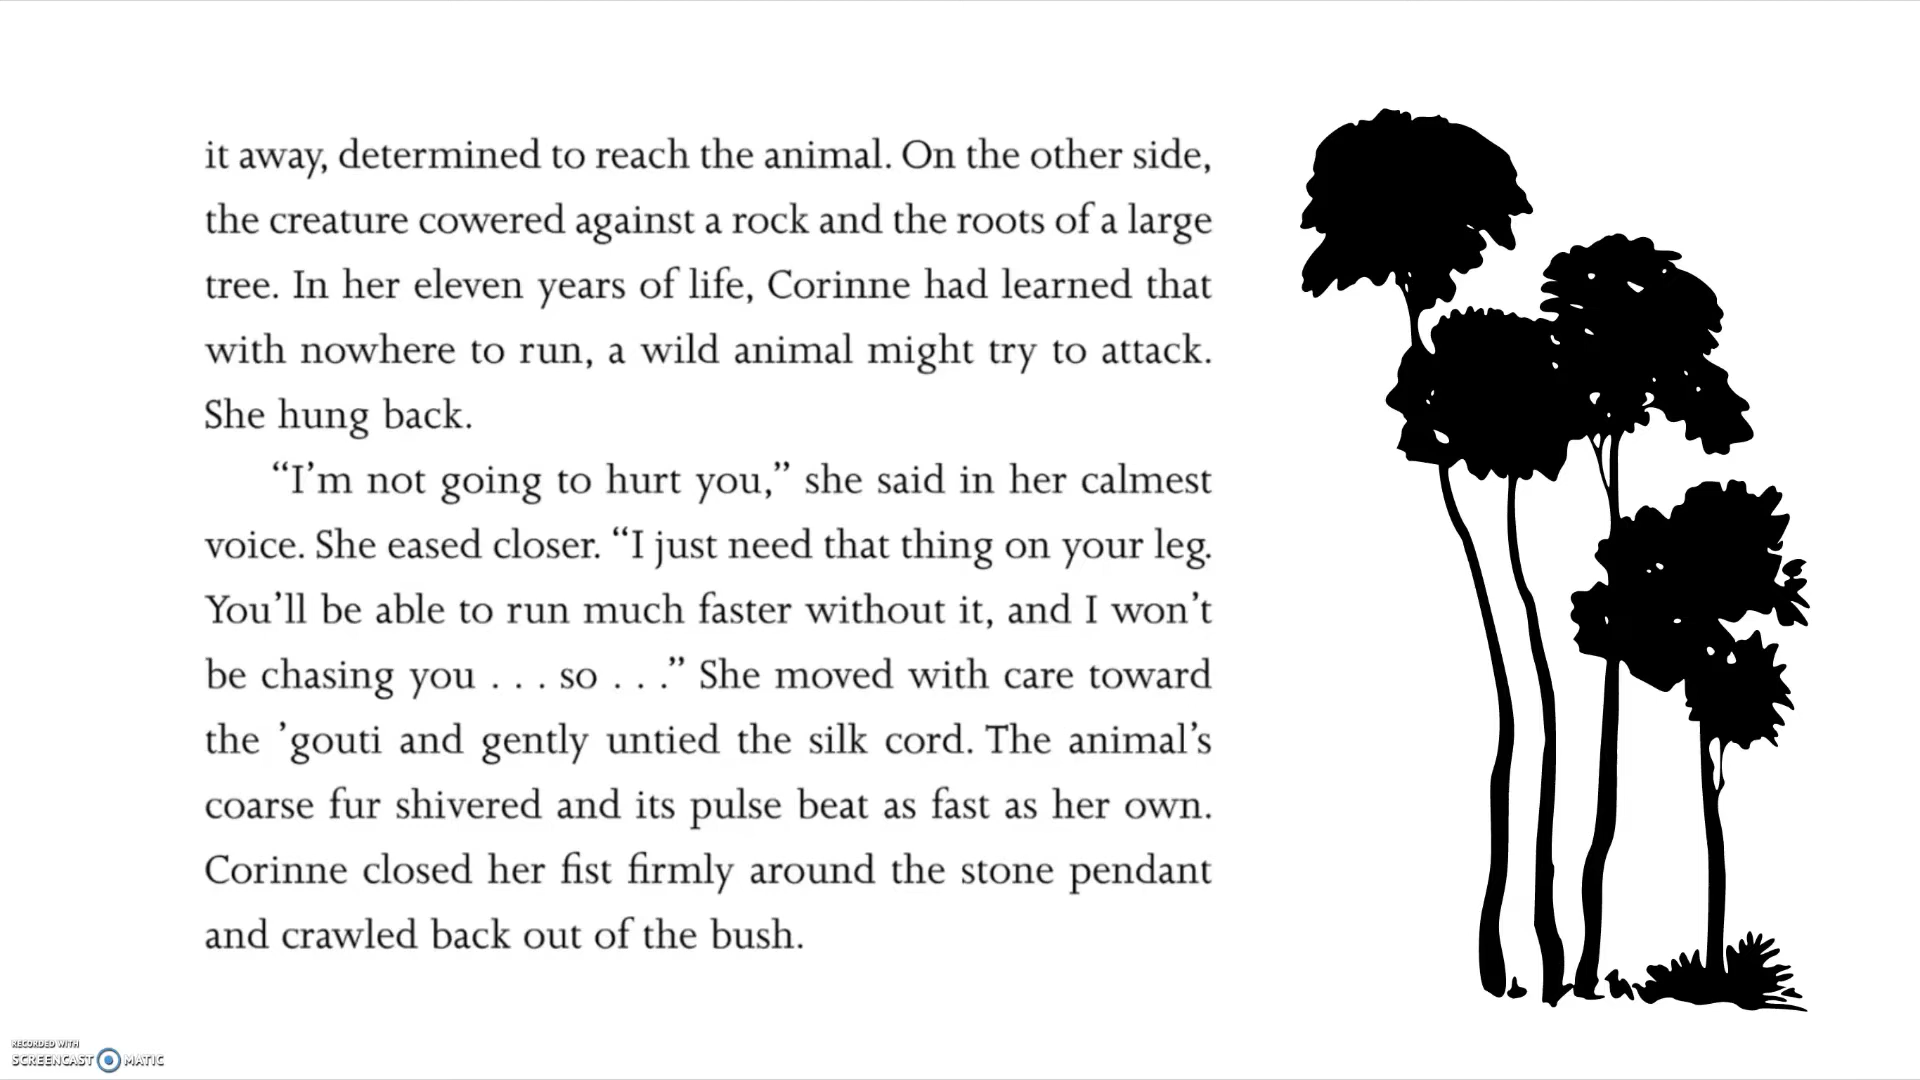 it away, determined to reach the animal. On the other side,
the creature cowered against a rock and the roots of a large
tree. In her eleven years of life, Corinne had learned that
with nowhere to run, a wild animal might try to attack.
She hung back.
“I’m not going to hurt you,” she said in her calmest
voice. She eased closer. “I just need that thing on your leg.
You’ll be able to run much faster without it, and I won’t
be chasing you . . . so . . .” She moved with care toward
the ’gouti and gently untied the silk cord. The animal’s
coarse fur shivered and its pulse beat as fast as her own.
Corinne closed her fist firmly around the stone pendant
and crawled back out of the bush.
RECORDED WITH
SCREENCAST MATIC